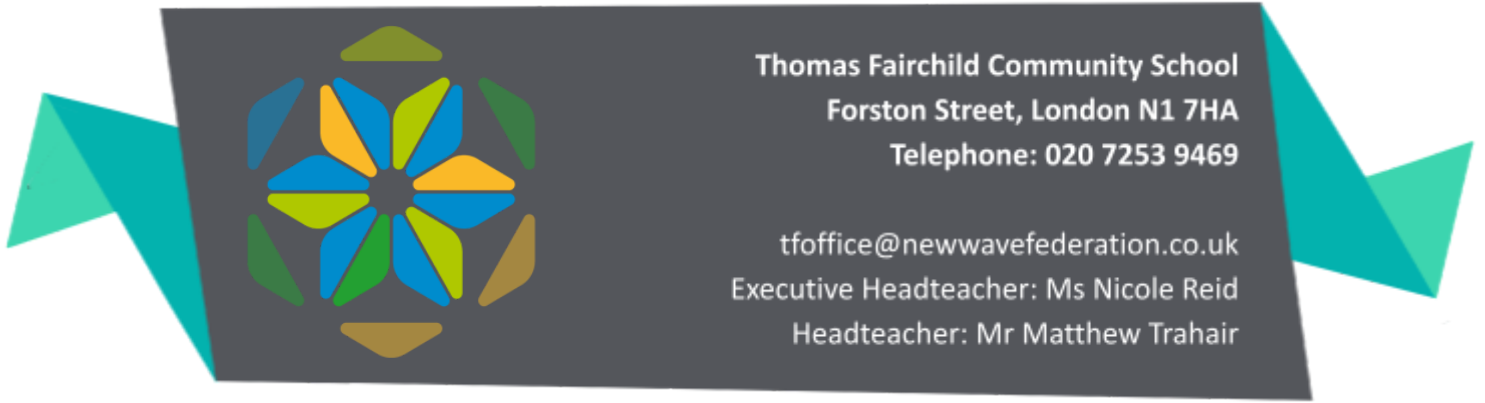 Thomas Fairchild Community School
Forston Street, London N1 7HA
Telephone: 020 7253 9469
tfoffice@newwavefederation.co.uk
Executive Headteacher: Ms Nicole Reid
Headteacher: Mr Matthew Trahair